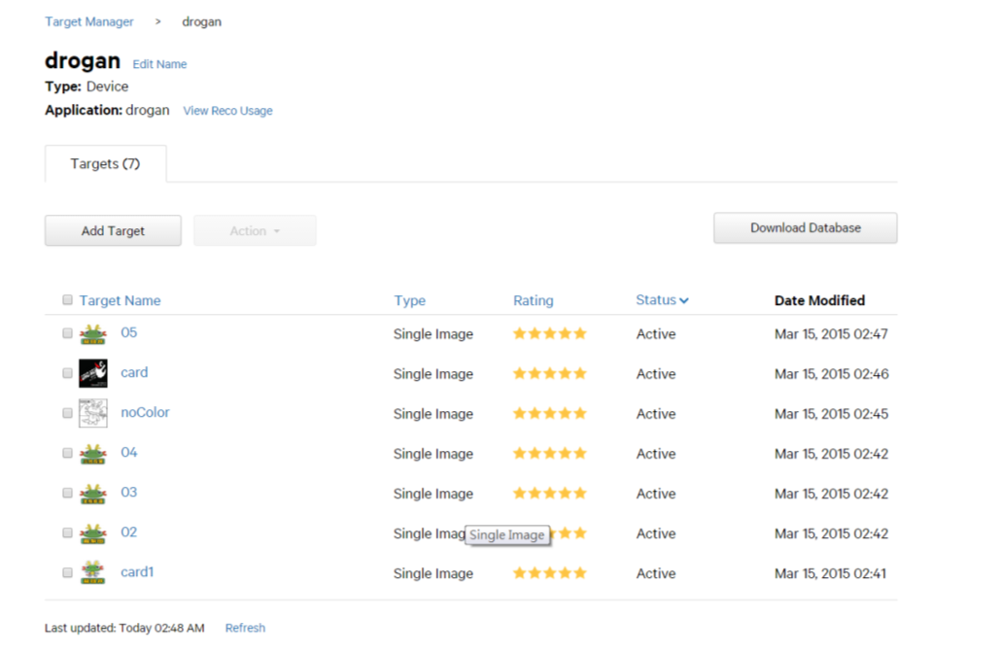 Target Manager > drogan
drogan Edit Name
Type: Device
Application: drogan View Reco Usage
Targets (7)
Add Target Action Download Database
Target Name Type Rating Status Date Modified
05 Single Image Active Mar 15, 2015 02:47
card Single Image Active Mar 15, 2015 02:46
noColor Single Image Active Mar 15, 2015 02:45
04 Single Image Active Mar 15, 2015 02:42
03 Single Image Active Mar 15, 2015 02:42
02 Single Imag Single Image Active Mar 15, 2015 02:42
card1 Single Image Active Mar 15, 2015 02:41
Last updated: Today 02:48 AM Refresh